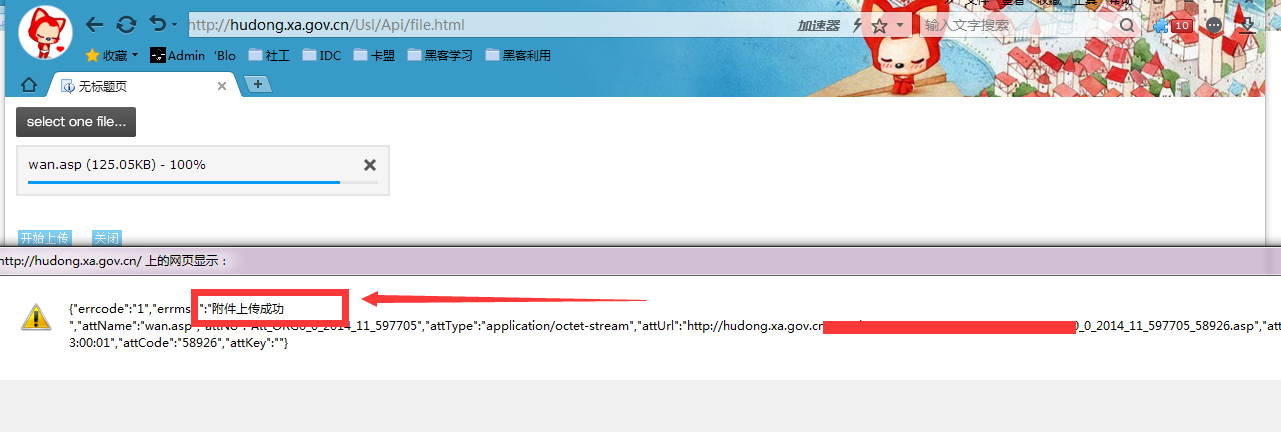 http://hudong.xa.gov.cn/Usl/Api/file.html
加速器
输入文字搜索
10
收藏
Admin
‘Blo
社工
IDC
卡盟
黑客学习
黑客利用
无标题页
select one file...
wan.asp (125.05KB) - 100%
开始上传 关闭
http://hudong.xa.gov.cn/ 上的网页显示：
{"errcode":"1","errms":"附件上传成功
","attName":"wan.asp","attNo":"Att_ORG0_0_2014_11_597705","attType":"application/octet-stream","attUrl":"http://hudong.xa.gov.cn 0_0_2014_11_597705_58926.asp","att
3:00:01","attCode":"58926","attKey":""}